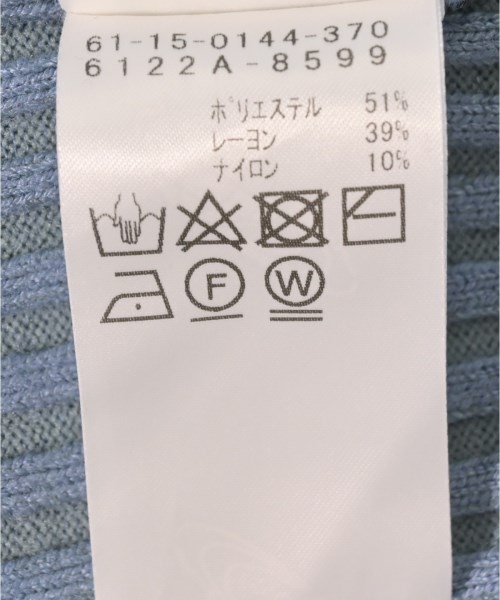 61-15-0144-370
6122A-8599
ポリエステル 51%
レーヨン 39%
ナイロン 10%
F W